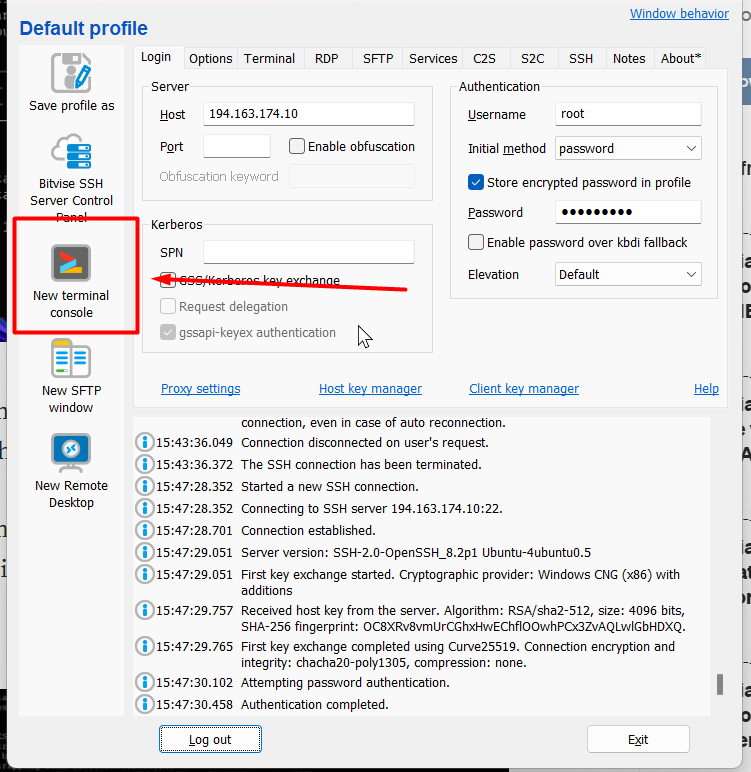 Window behavior
Default profile
Save profile as
Bitvise SSH
Server Control
Panel
New terminal
console
New SFTP
window
New Remote
Desktop
Login Options Terminal RDP SFTP Services C2S S2C SSH Notes About*
Server
Host 194.163.174.10
Port Enable obfuscation
Obfuscation keyword
Kerberos
SPN
GSS/Kerberos key exchange
Request delegation
gssapi-keyex authentication
Authentication
Username root
Initial method password
Store encrypted password in profile
Password ●●●●●●●●●
Enable password over kbdi fallback
Elevation Default
Proxy settings Host key manager Client key manager Help
connection, even in case of auto reconnection.
15:43:36.049 Connection disconnected on user's request.
15:43:36.372 The SSH connection has been terminated.
15:47:28.352 Started a new SSH connection.
15:47:28.352 Connecting to SSH server 194.163.174.10:22.
15:47:28.701 Connection established.
15:47:29.051 Server version: SSH-2.0-OpenSSH_8.2p1 Ubuntu-4ubuntu0.5
15:47:29.051 First key exchange started. Cryptographic provider: Windows CNG (x86) with
additions
15:47:29.757 Received host key from the server. Algorithm: RSA/sha2-512, size: 4096 bits,
SHA-256 fingerprint: OC8XRv8vmUrCGhxHwEChflOOwhPCx3ZvAQLwlGbHDXQ.
15:47:29.765 First key exchange completed using Curve25519. Connection encryption and
integrity: chacha20-poly1305, compression: none.
15:47:30.102 Attempting password authentication.
15:47:30.458 Authentication completed.
Log out Exit